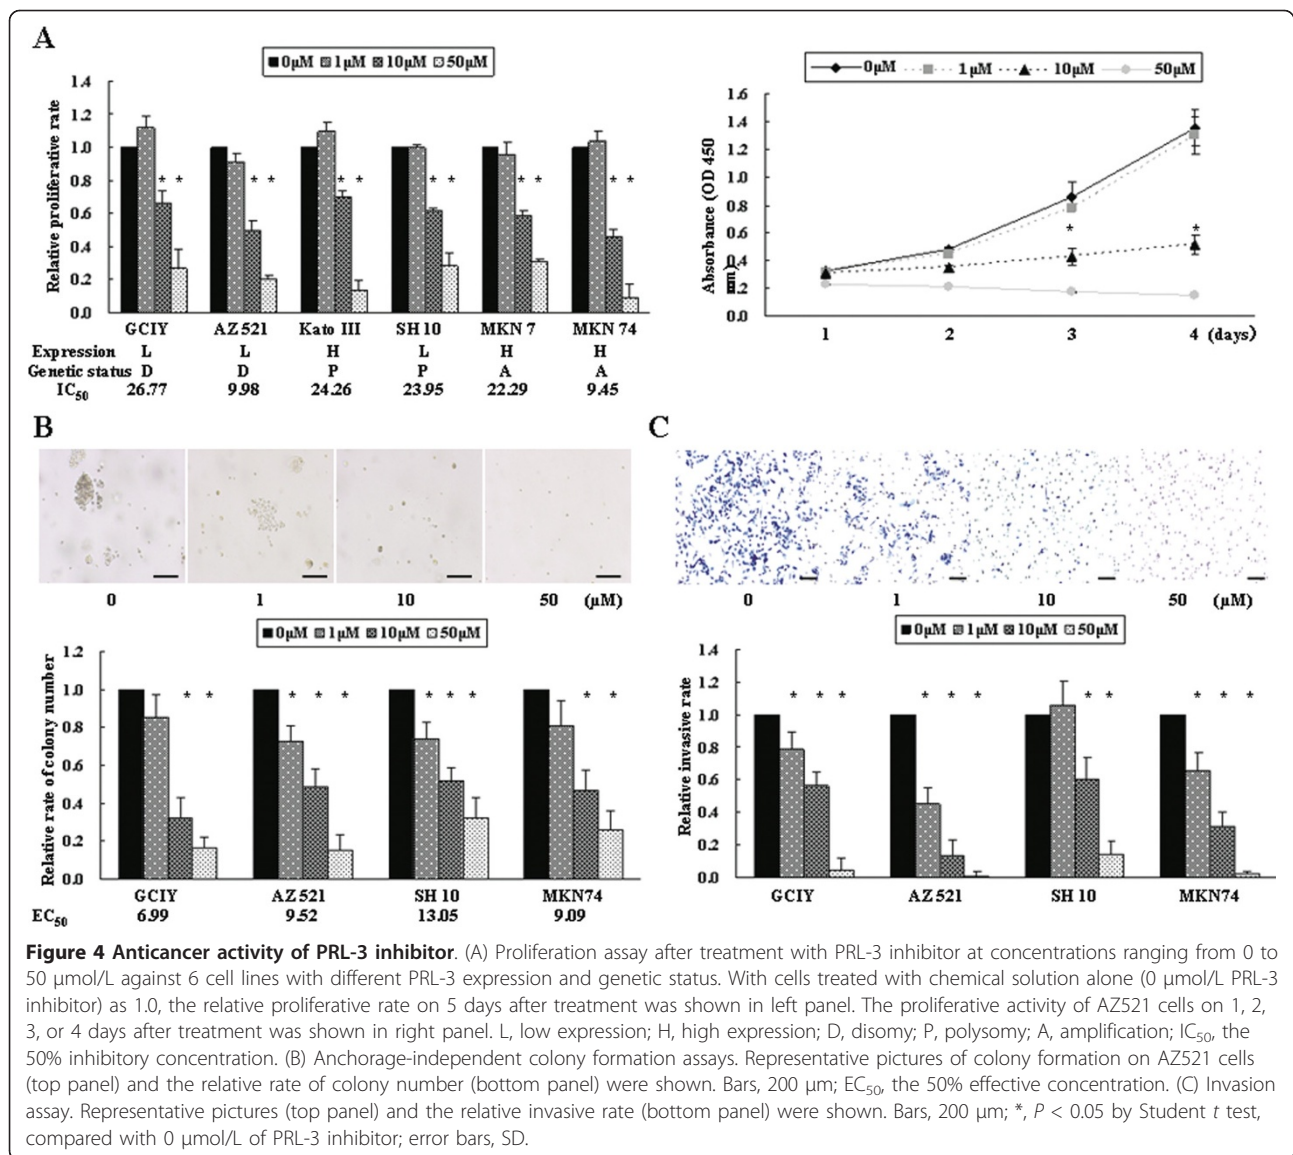 A
0μM 1μM 10μM 50μM
Relative proliferative rate
1.4
1.2
1.0
0.8
0.6
0.4
0.2
0.0
* * * * * * * * * * * *
GCIY AZ 521 Kato III SH 10 MKN 7 MKN 74
Expression L L H L H H
Genetic status D D P P A A
IC50 26.77 9.98 24.26 23.95 22.29 9.45
0μM 1μM 10μM 50μM
Absorbance (OD 450
nm)
1.6
1.4
1.2
1.0
0.8
0.6
0.4
0.2
0.0
* *
1 2 3 4 (days)
B
0 1 10 50 (μM)
0μM 1μM 10μM 50μM
Relative rate of colony number
1.2
1.0
0.8
0.6
0.4
0.2
0.0
* * * * * * * * * *
GCIY AZ 521 SH 10 MKN74
EC50 6.99 9.52 13.05 9.09
C
0 1 10 50 (μM)
0μM 1μM 10μM 50μM
Relative invasive rate
1.4
1.2
1.0
0.8
0.6
0.4
0.2
0.0
* * * * * * * * * * *
GCIY AZ 521 SH 10 MKN74
Figure 4 Anticancer activity of PRL-3 inhibitor. (A) Proliferation assay after treatment with PRL-3 inhibitor at concentrations ranging from 0 to
50 μmol/L against 6 cell lines with different PRL-3 expression and genetic status. With cells treated with chemical solution alone (0 μmol/L PRL-3
inhibitor) as 1.0, the relative proliferative rate on 5 days after treatment was shown in left panel. The proliferative activity of AZ521 cells on 1, 2,
3, or 4 days after treatment was shown in right panel. L, low expression; H, high expression; D, disomy; P, polysomy; A, amplification; IC50, the
50% inhibitory concentration. (B) Anchorage-independent colony formation assays. Representative pictures of colony formation on AZ521 cells
(top panel) and the relative rate of colony number (bottom panel) were shown. Bars, 200 μm; EC50, the 50% effective concentration. (C) Invasion
assay. Representative pictures (top panel) and the relative invasive rate (bottom panel) were shown. Bars, 200 μm; *, P < 0.05 by Student t test,
compared with 0 μmol/L of PRL-3 inhibitor; error bars, SD.